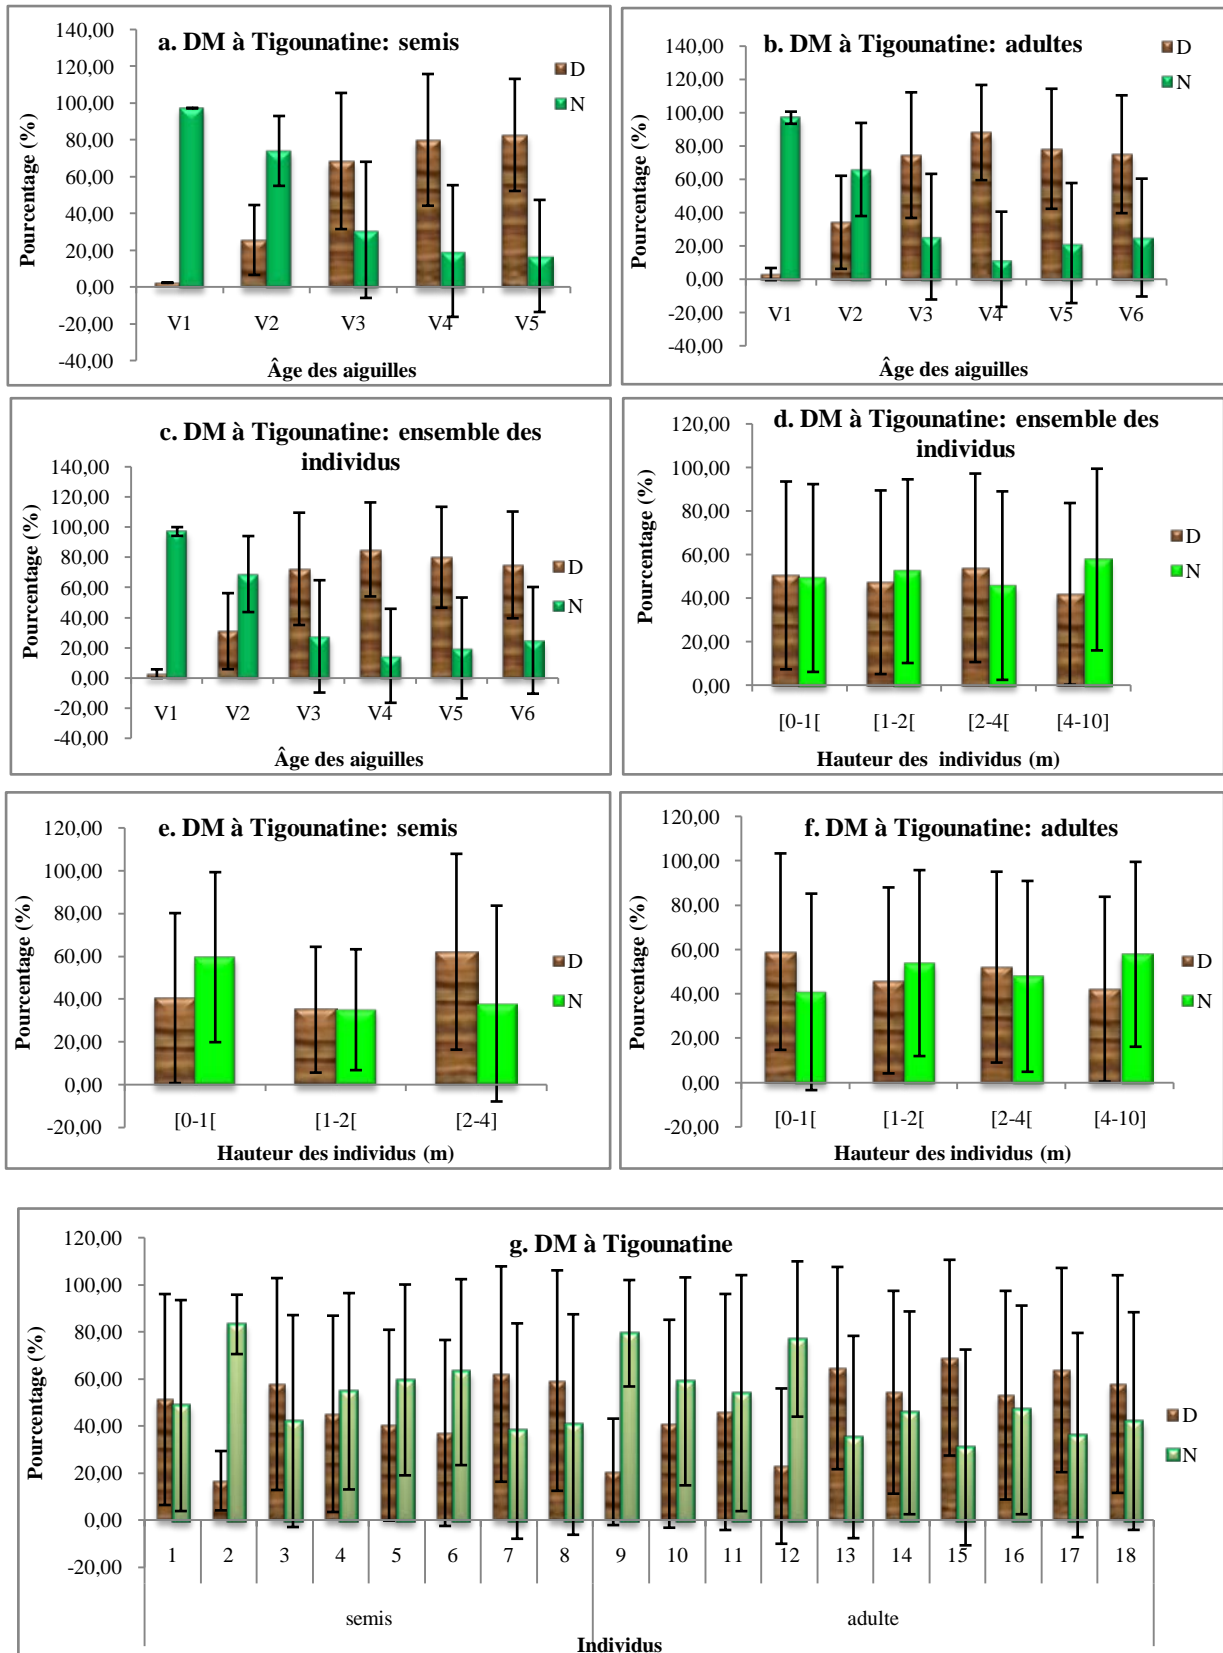 a. DM à Tigounatine: semis
140,00
120,00
100,00
80,00
60,00
40,00
20,00
0,00
-20,00
-40,00
Pourcentage (%)
V1 V2 V3 V4 V5
Âge des aiguilles
D
N
b. DM à Tigounatine: adultes
140,00
120,00
100,00
80,00
60,00
40,00
20,00
0,00
-20,00
-40,00
Pourcentage (%)
V1 V2 V3 V4 V5 V6
Âge des aiguilles
D
N
c. DM à Tigounatine: ensemble des
individus
140,00
120,00
100,00
80,00
60,00
40,00
20,00
0,00
-20,00
-40,00
Pourcentage (%)
V1 V2 V3 V4 V5 V6
Âge des aiguilles
D
N
d. DM à Tigounatine: ensemble des
individus
120,00
100,00
80,00
60,00
40,00
20,00
0,00
Pourcentage (%)
[0-1[ [1-2[ [2-4[ [4-10]
Hauteur des individus (m)
D
N
e. DM à Tigounatine: semis
120,00
100,00
80,00
60,00
40,00
20,00
0,00
-20,00
Pourcentage (%)
[0-1[ [1-2[ [2-4]
Hauteur des individus (m)
D
N
f. DM à Tigounatine: adultes
120,00
100,00
80,00
60,00
40,00
20,00
0,00
-20,00
Pourcentage (%)
[0-1[ [1-2[ [2-4[ [4-10]
Hauteur des individus (m)
D
N
g. DM à Tigounatine
120,00
100,00
80,00
60,00
40,00
20,00
0,00
-20,00
Pourcentage (%)
1 2 3 4 5 6 7 8 9 10 11 12 13 14 15 16 17 18
semis adulte
Individus
D
N